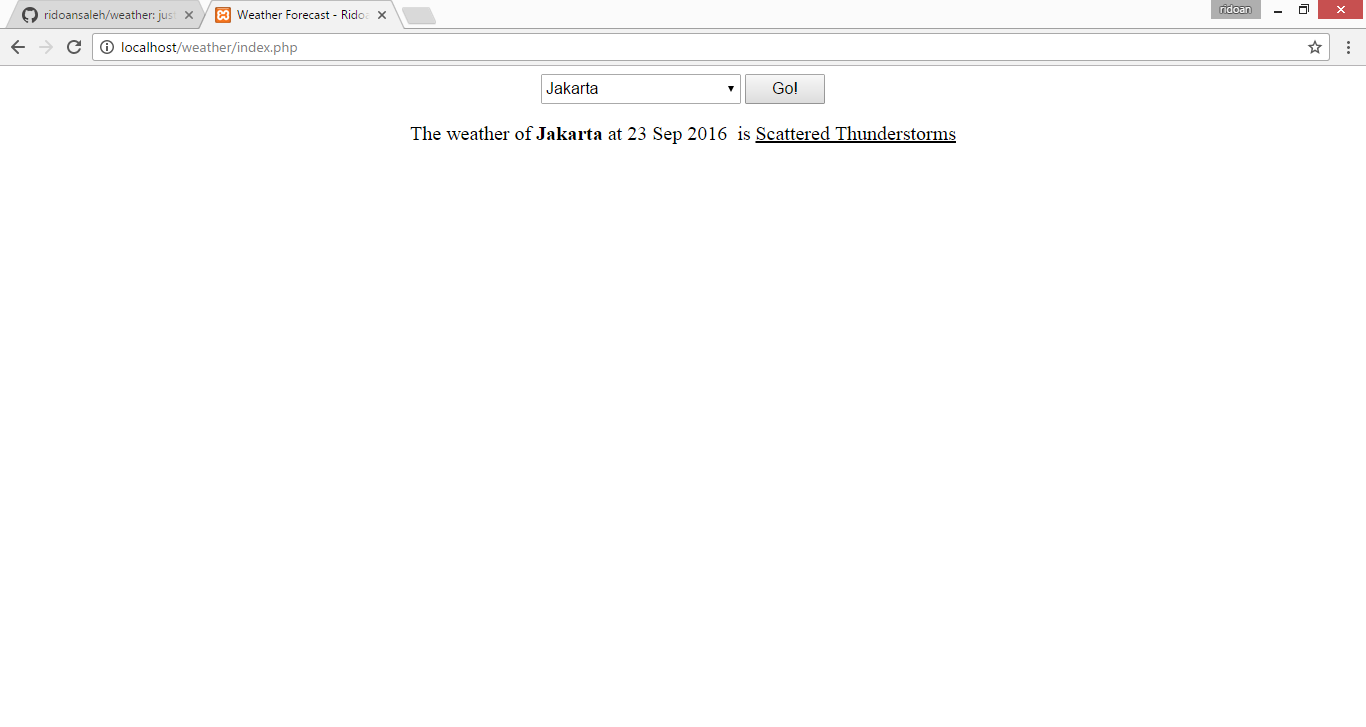 ridoansaleh/weather: just
Weather Forecast - Rido
ridoan
localhost/weather/index.php
Jakarta Go!
The weather of Jakarta at 23 Sep 2016  is Scattered Thunderstorms